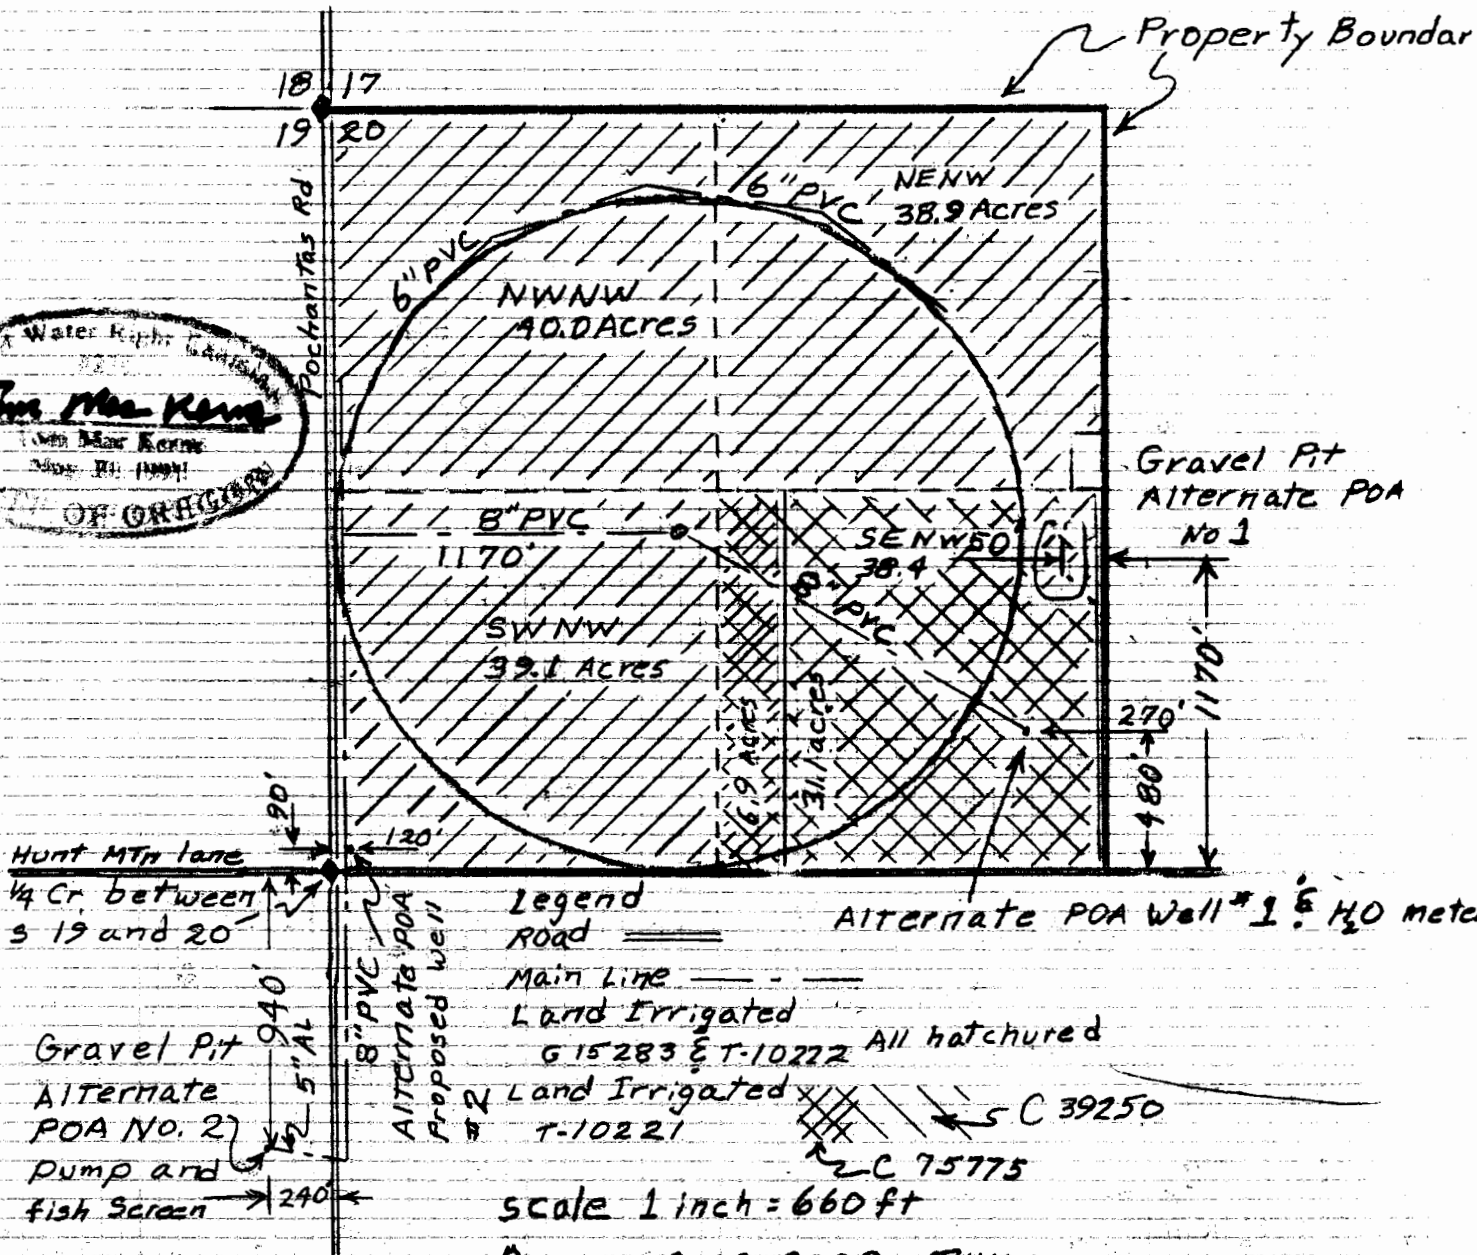 Property Boundar
18 17
19 20
Pochantas Rd
6" PVC
NENW
38.9 Acres
6" PVC
NWNW
40.0 Acres
Water Right
OF OREGON
Gravel Pit
Alternate POA
No 1
8" PVC
1170'
SENW 50'
38.4
8" PVC
SWNW
39.1 Acres
6.9 Acres
31.1 acres
270'
480'
1170'
90'
120'
Hunt MTn lane
1/4 Cr between
s 19 and 20
940'
5" AL
8" PVC
Alternate POA
Proposed Well
#2
Alternate POA Well #1 & H2O mete
Legend
Road
Main Line
Land Irrigated
G 15283 & T-10222 All hatchured
Land Irrigated
T-10221
C 39250
C 75775
Gravel Pit
Alternate
POA No. 2
pump and
fish Screen
240'
scale 1 inch = 660 ft